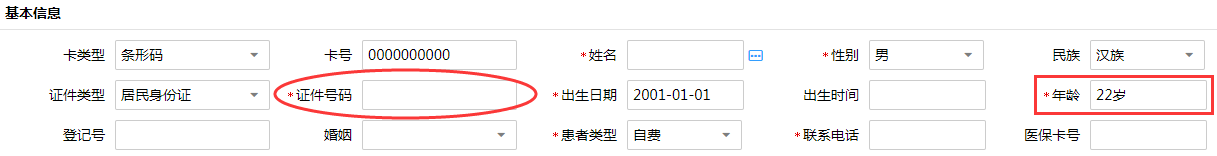 基本信息
卡类型 条形码 卡号 0000000000 *姓名 *性别 男 民族 汉族
证件类型 居民身份证 *证件号码 *出生日期 2001-01-01 出生时间 *年龄 22岁
登记号 婚姻 *患者类型 自费 *联系电话 医保卡号